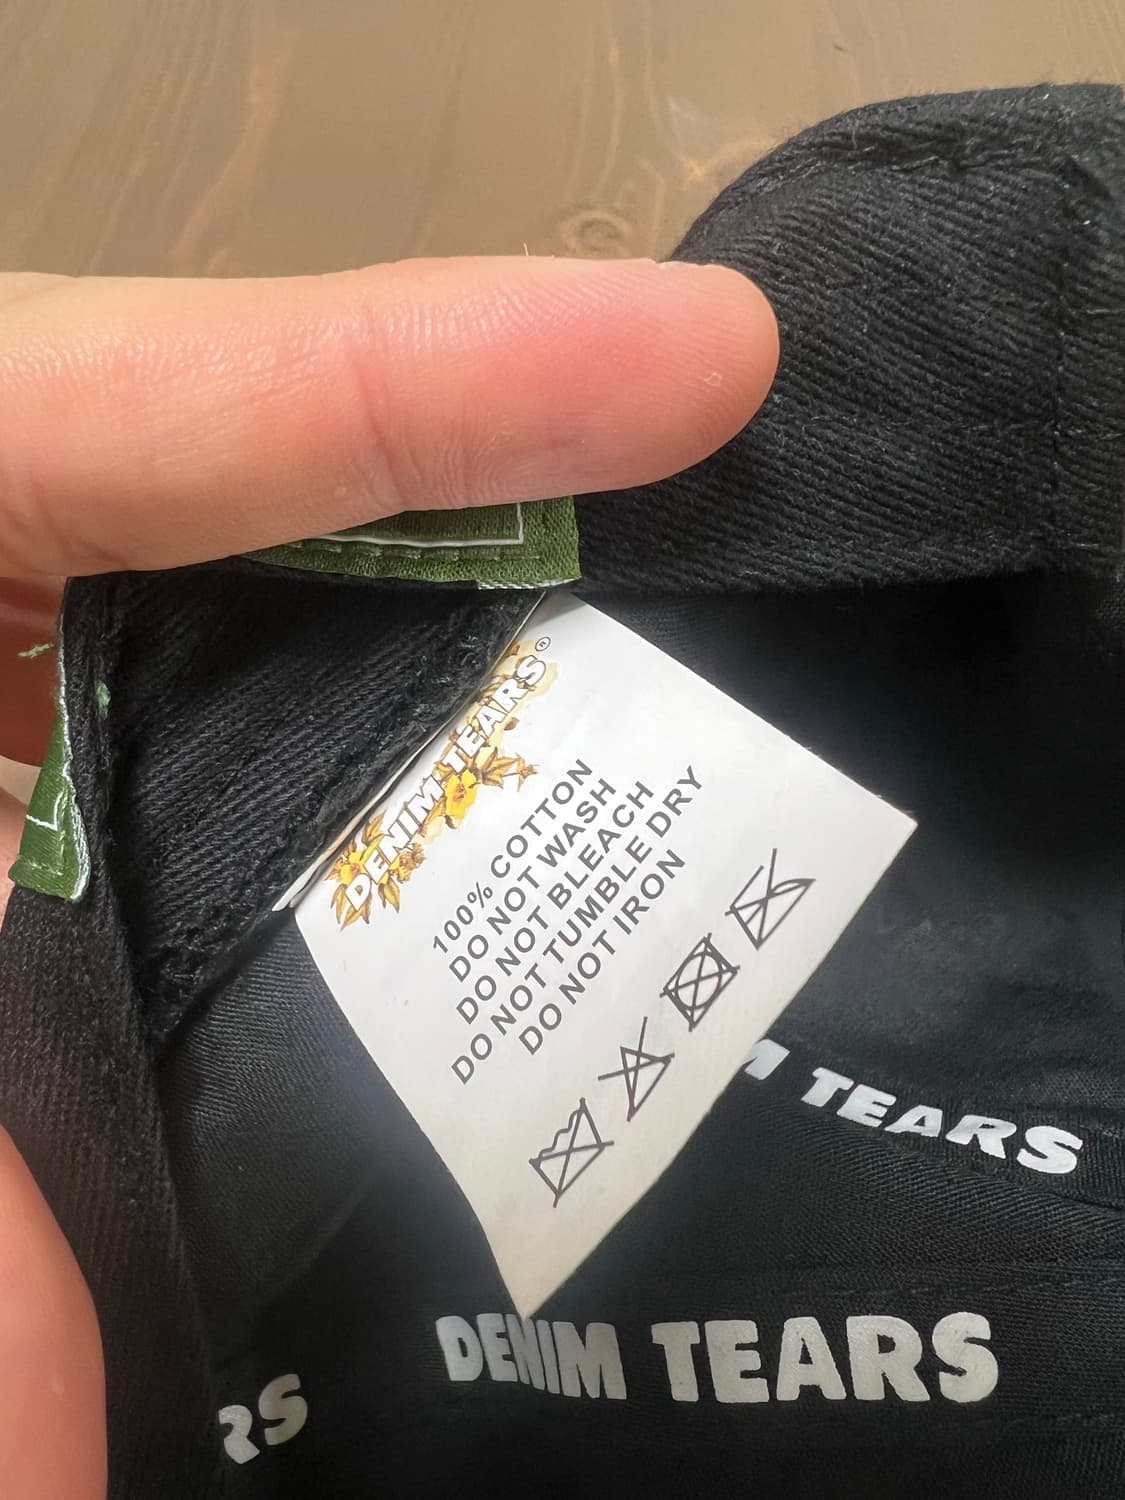 DENIM TEARS®
100% COTTON
DO NOT WASH
DO NOT BLEACH
DO NOT TUMBLE DRY
DO NOT IRON
M TEARS
DENIM TEARS
RS